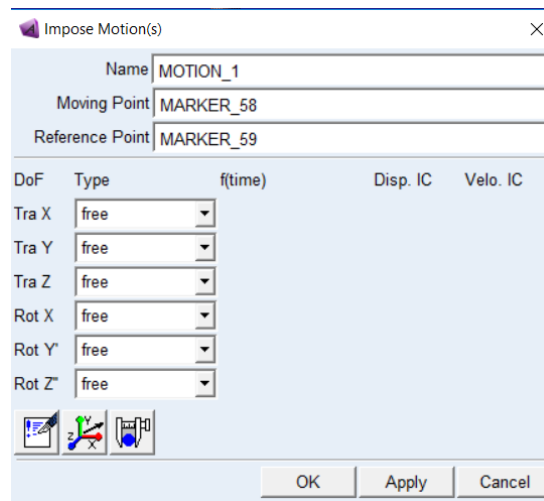 Impose Motion(s)
Name MOTION_1
Moving Point MARKER_58
Reference Point MARKER_59
DoF Type f(time) Disp. IC Velo. IC
Tra X free
Tra Y free
Tra Z free
Rot X free
Rot Y' free
Rot Z" free
OK Apply Cancel